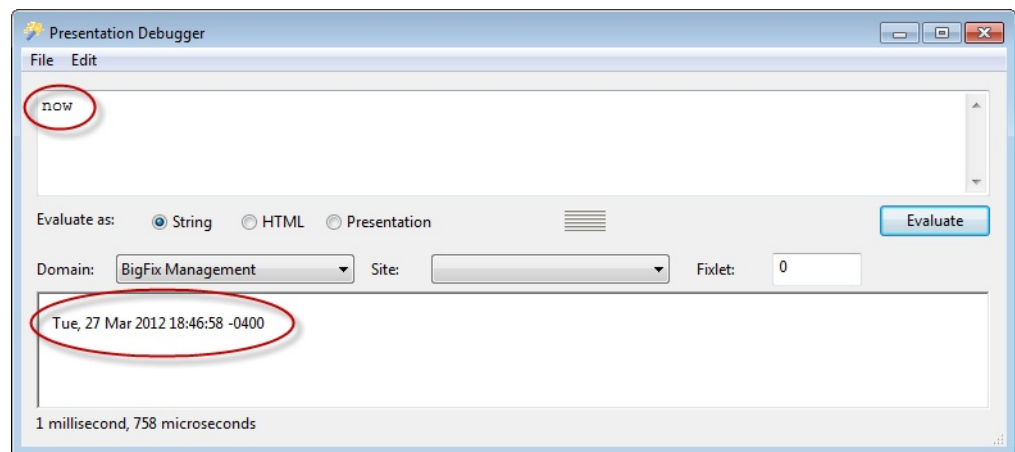 Presentation Debugger
File Edit
now
Evaluate as: String HTML Presentation Evaluate
Domain: BigFix Management Site: Fixlet: 0
Tue, 27 Mar 2012 18:46:58 -0400
1 millisecond, 758 microseconds